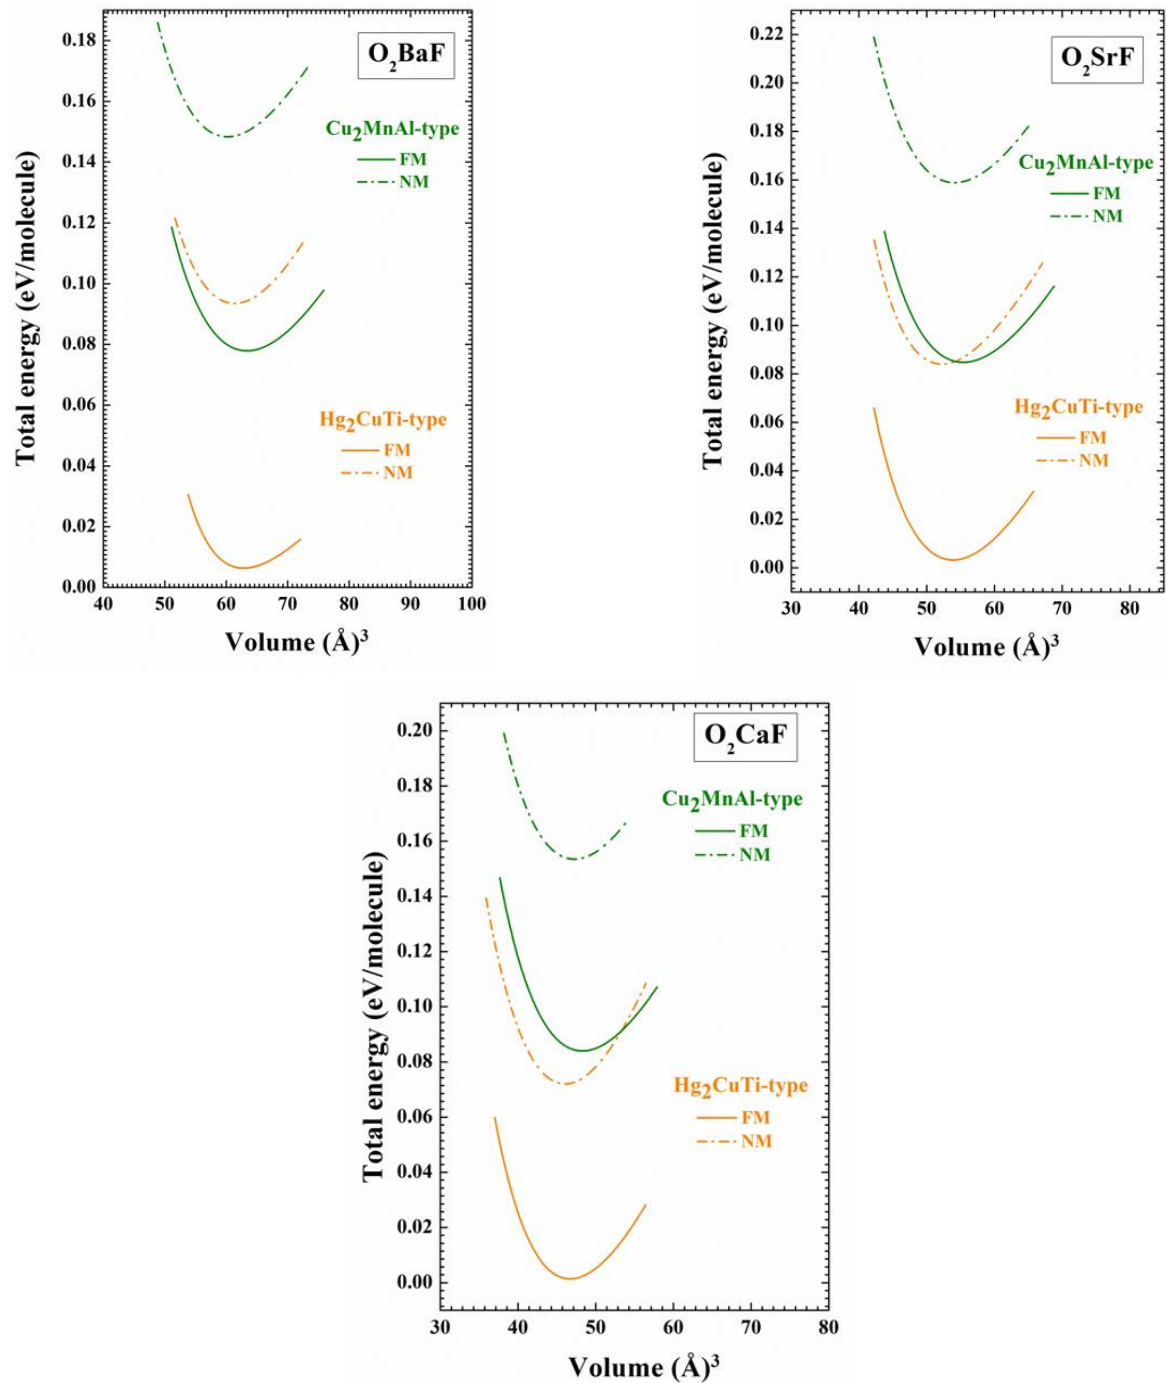 O2BaF
Total energy (eV/molecule)
0.18
0.16
0.14
0.12
0.10
0.08
0.06
0.04
0.02
0.00
Cu2MnAl-type
FM
NM
Hg2CuTi-type
FM
NM
40 50 60 70 80 90 100
Volume (Å)3
O2SrF
Total energy (eV/molecule)
0.22
0.20
0.18
0.16
0.14
0.12
0.10
0.08
0.06
0.04
0.02
0.00
Cu2MnAl-type
FM
NM
Hg2CuTi-type
FM
NM
30 40 50 60 70 80
Volume (Å)3
O2CaF
Total energy (eV/molecule)
0.20
0.18
0.16
0.14
0.12
0.10
0.08
0.06
0.04
0.02
0.00
Cu2MnAl-type
FM
NM
Hg2CuTi-type
FM
NM
30 40 50 60 70 80
Volume (Å)3